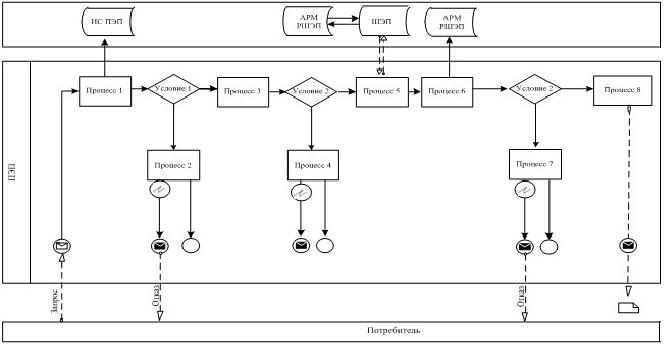 ИС ПЭП
АРМ
РШЭП
ШЭП
АРМ
РШЭП
ПЭП
Процесс 1
Условие 1
Процесс 3
Условие 2
Процесс 5
Процесс 6
Условие 2
Процесс 8
Процесс 2
Процесс 4
Процесс 7
Запрос
Отказ
Отказ
Потребитель